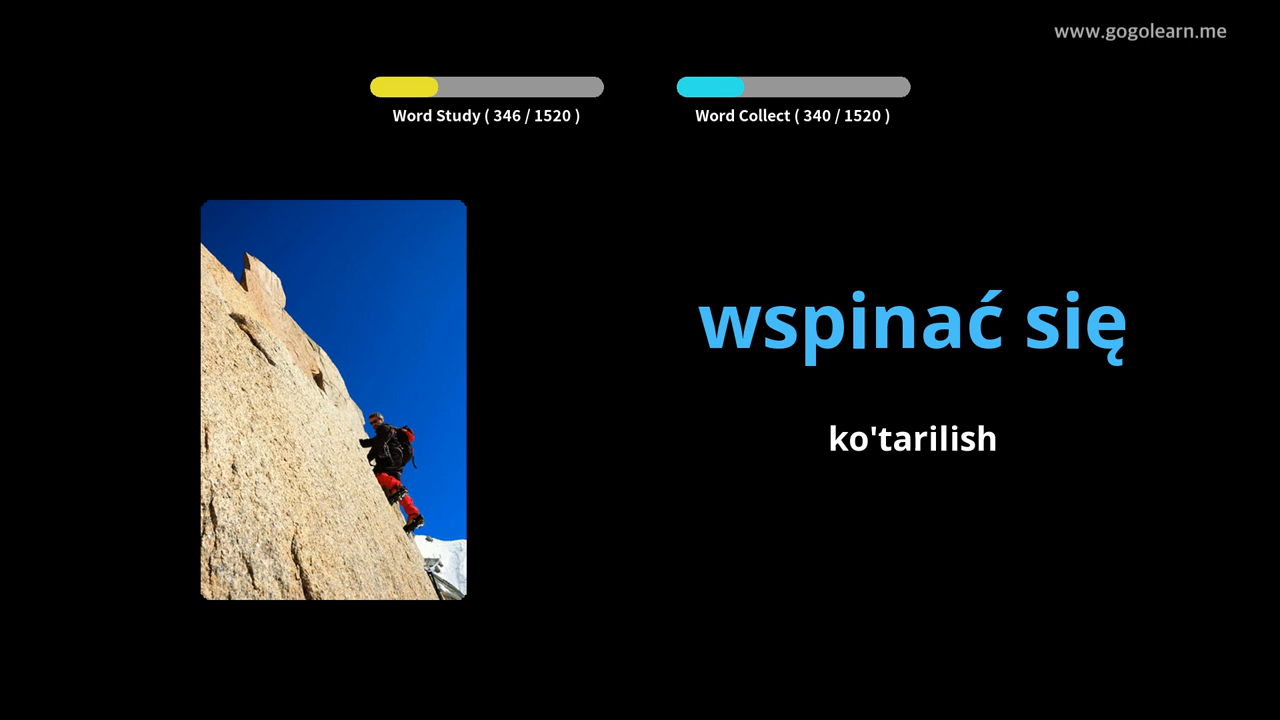 www.gogolearn.me
Word Study ( 346 / 1520 )
Word Collect ( 340 / 1520 )
wspinać się
ko'tarilish